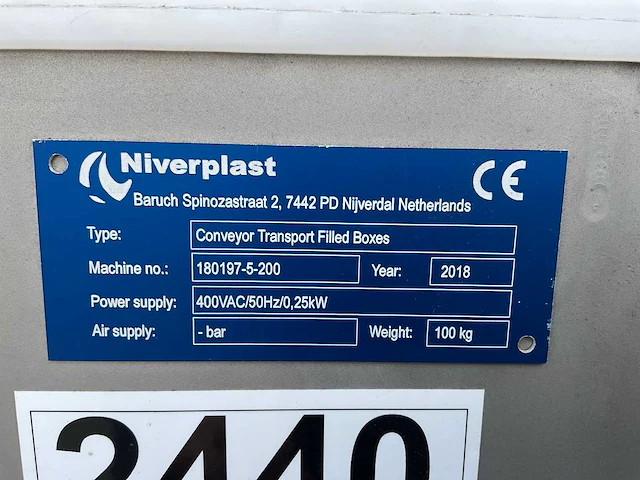 Niverplast
CE
Baruch Spinozastraat 2, 7442 PD Nijverdal Netherlands
Type: Conveyor Transport Filled Boxes
Machine no.: 180197-5-200 Year: 2018
Power supply: 400VAC/50Hz/0,25kW
Air supply: - bar Weight: 100 kg
2440